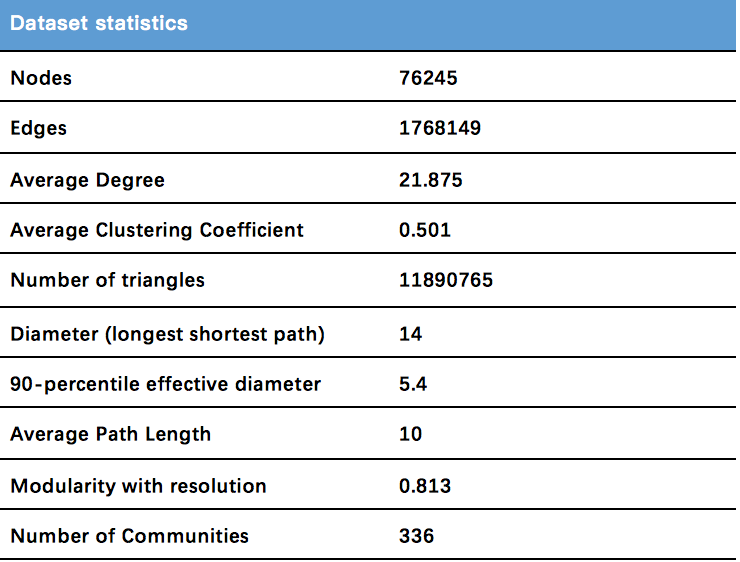 Dataset statistics
Nodes 76245
Edges 1768149
Average Degree 21.875
Average Clustering Coefficient 0.501
Number of triangles 11890765
Diameter (longest shortest path) 14
90-percentile effective diameter 5.4
Average Path Length 10
Modularity with resolution 0.813
Number of Communities 336